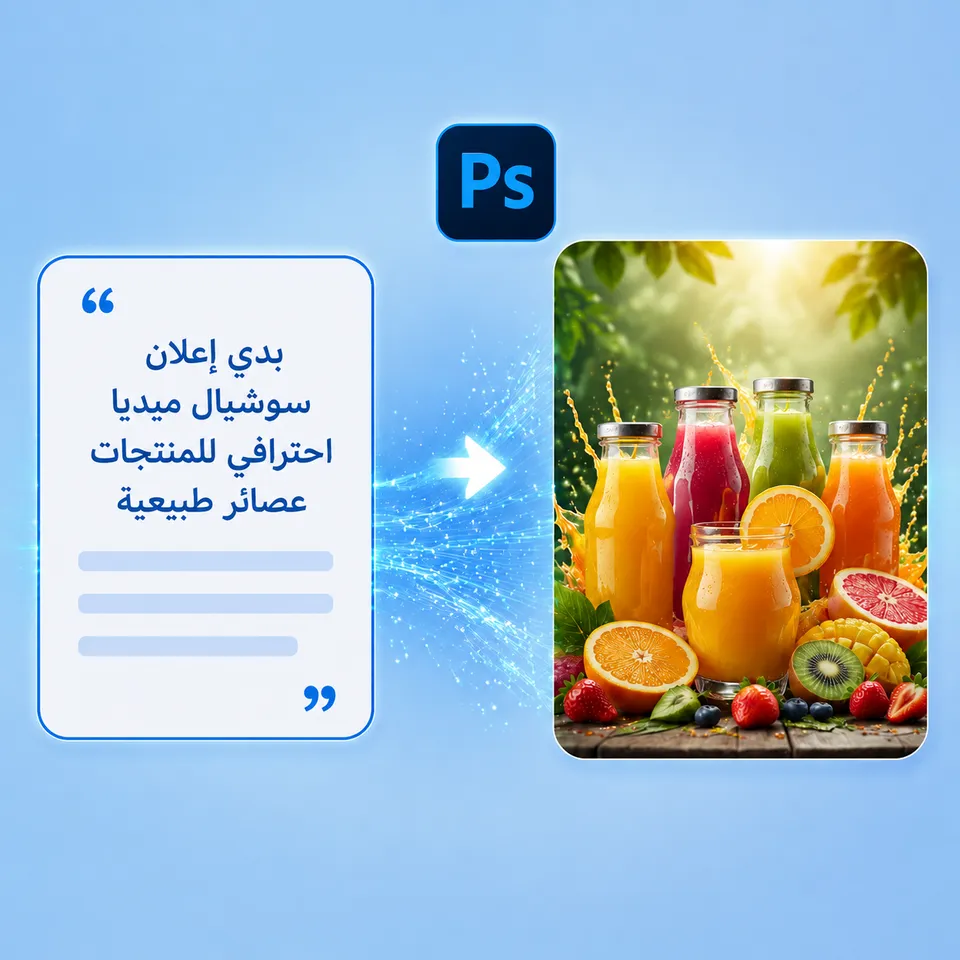 Ps
“
بدي إعلان
سوشيال ميديا
احترافي للمنتجات
عصائر طبيعية
”